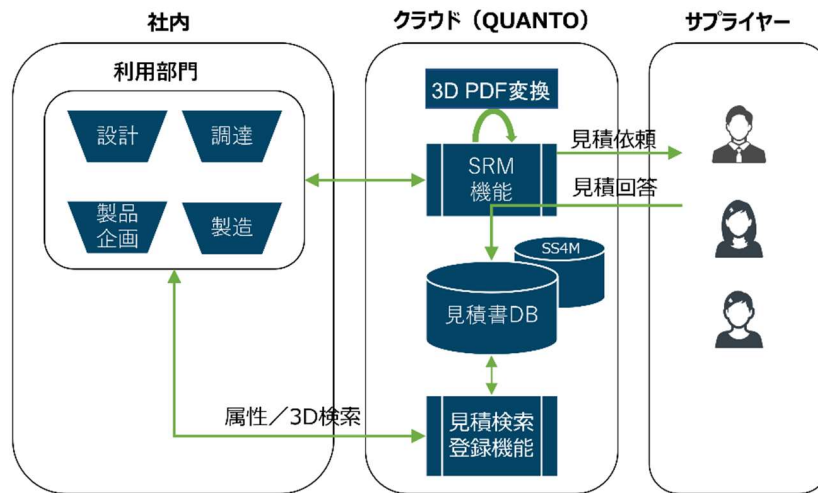 社内
クラウド（QUANTO）
サプライヤー
利用部門
設計
調達
製品
企画
製造
3D PDF変換
SRM
機能
見積依頼
見積回答
SS4M
見積書DB
属性／3D検索
見積検索
登録機能